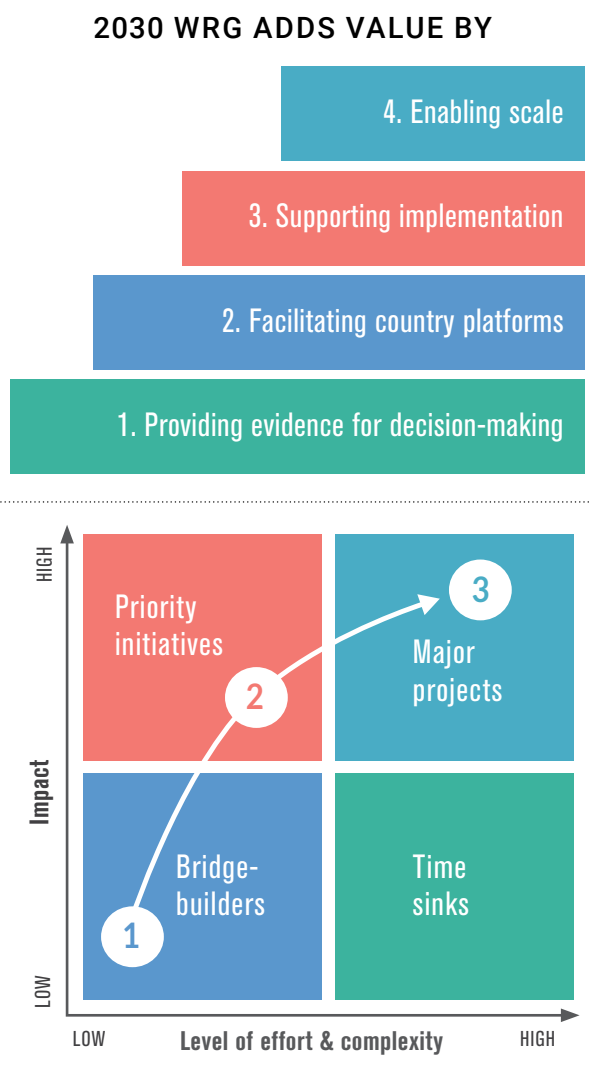 2030 WRG ADDS VALUE BY
4. Enabling scale
3. Supporting implementation
2. Facilitating country platforms
1. Providing evidence for decision-making
HIGH
Priority
initiatives
3
Major
projects
2
Impact
Bridge-
builders
Time
sinks
1
LOW
LOW
Level of effort & complexity
HIGH